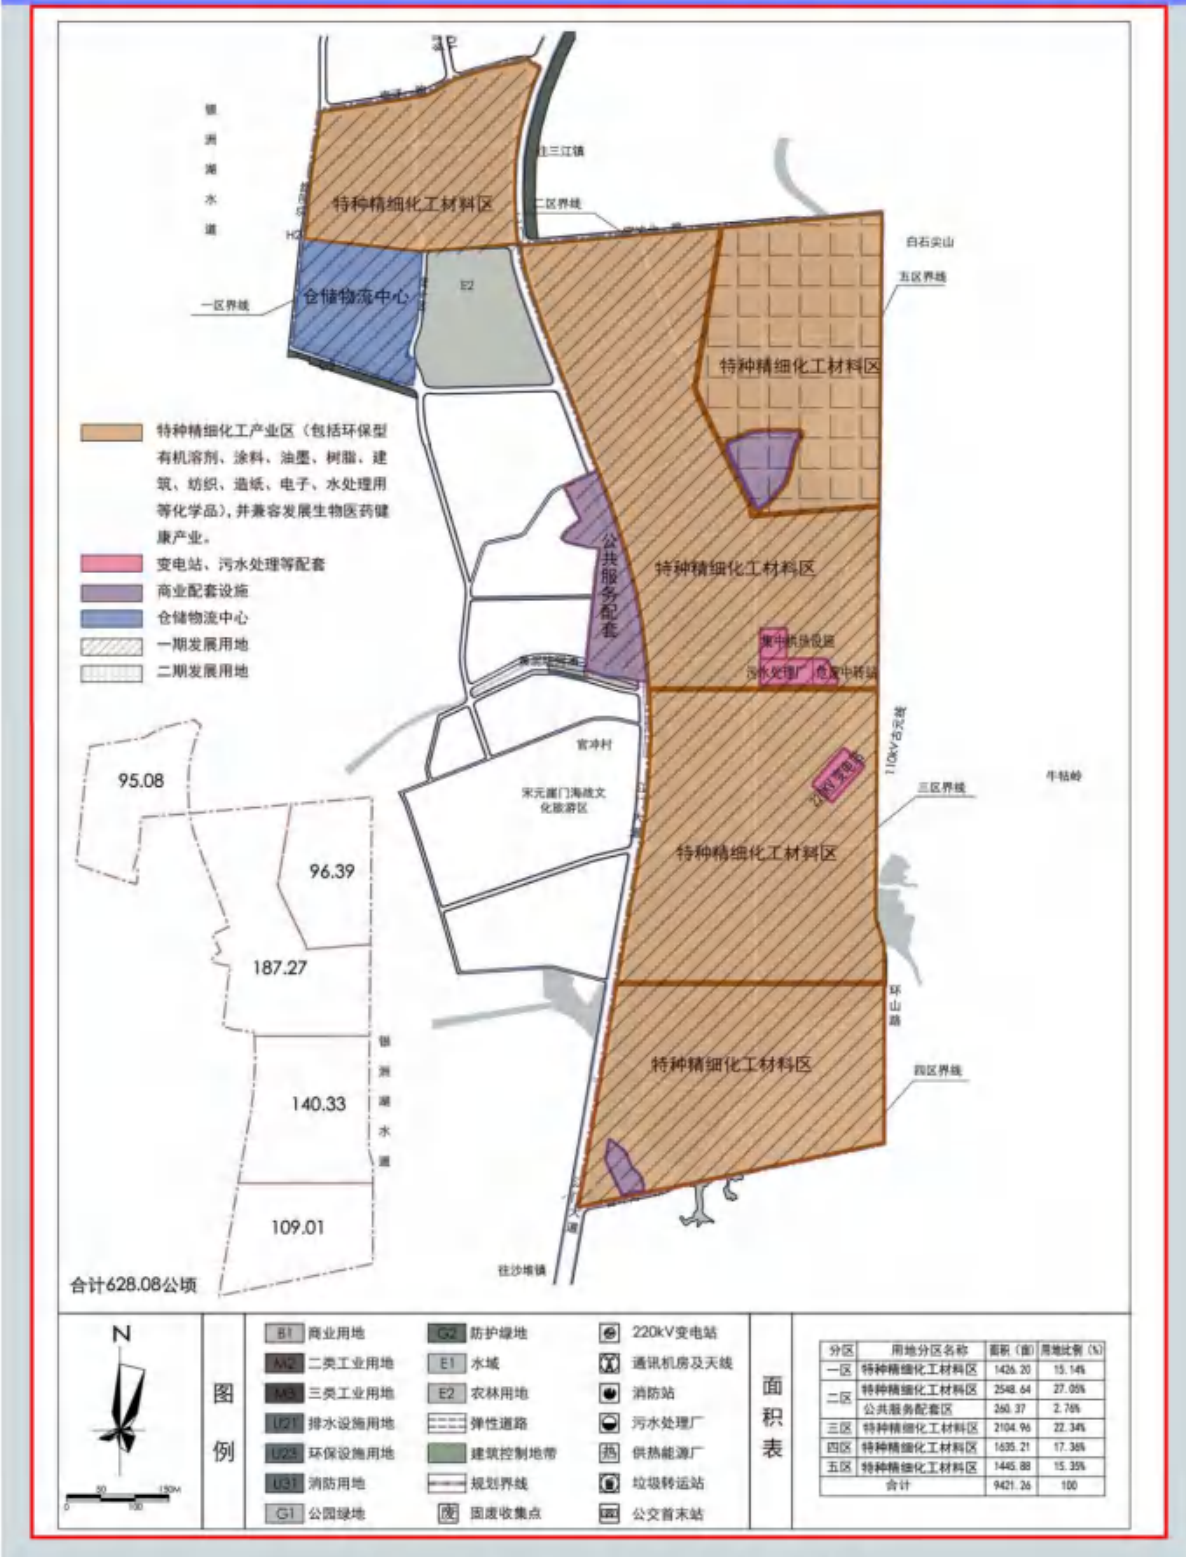 银洲湖水道
往三江镇
特种精细化工材料区
二区界线
H2
白石尖山
五区界线
仓储物流中心
E2
一区界线
特种精细化工材料区
特种精细化工产业区（包括环保型
有机溶剂、涂料、油墨、树脂、建
筑、纺织、造纸、电子、水处理用
等化学品），并兼容发展生物医药健
康产业。
变电站、污水处理等配套
商业配套设施
仓储物流中心
一期发展用地
二期发展用地
公共服务配套
特种精细化工材料区
集中供热设施
污水处理厂
危废中转站
官冲村
宋元崖门海战文
化旅游区
110kV古元线
牛牯岭
三区界线
特种精细化工材料区
环山路
特种精细化工材料区
四区界线
95.08
96.39
187.27
140.33
109.01
银洲湖水道
合计628.08公顷
往沙堆镇
N
50 150M
0 100
图例
B1 商业用地
M2 二类工业用地
M3 三类工业用地
U21 排水设施用地
U23 环保设施用地
U31 消防用地
G1 公园绿地
G2 防护绿地
E1 水域
E2 农林用地
弹性道路
建筑控制地带
规划界线
废 固废收集点
220kV变电站
通讯机房及天线
消防站
污水处理厂
热 供热能源厂
垃圾转运站
公交首末站
面积表
分区 用地分区名称 面积（亩） 用地比例（%）
一区 特种精细化工材料区 1426.20 15.14%
二区 特种精细化工材料区 2548.64 27.05%
公共服务配套区 260.37 2.76%
三区 特种精细化工材料区 2104.96 22.34%
四区 特种精细化工材料区 1635.21 17.36%
五区 特种精细化工材料区 1445.88 15.35%
合计 9421.26 100